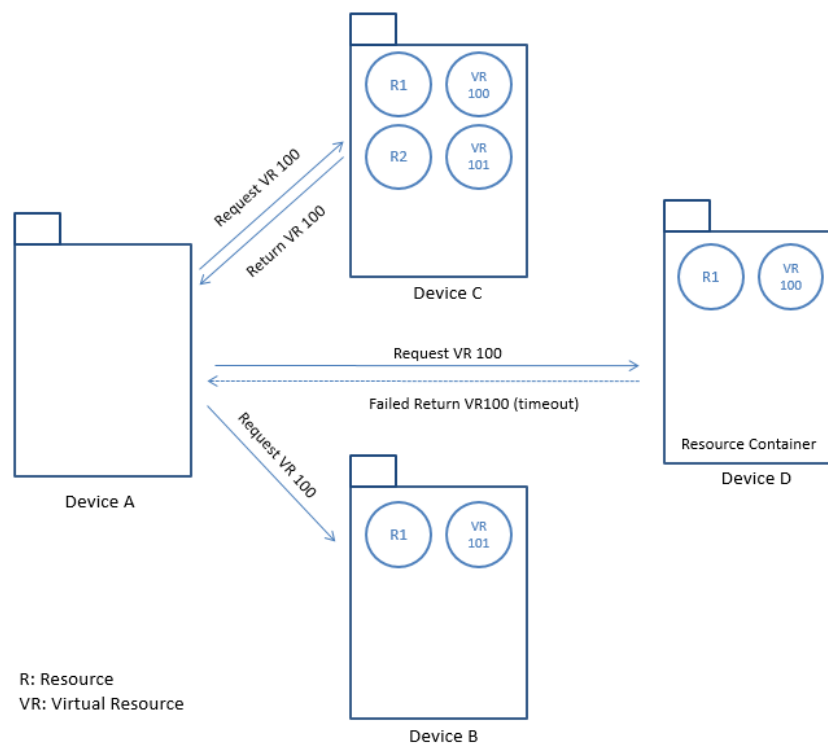 R1
VR
100
R2
VR
101
Device C
Request VR 100
Return VR 100
R1
VR
100
Resource Container
Device D
Request VR 100
Failed Return VR100 (timeout)
Device A
Request VR 100
R1
VR
101
Device B
R: Resource
VR: Virtual Resource